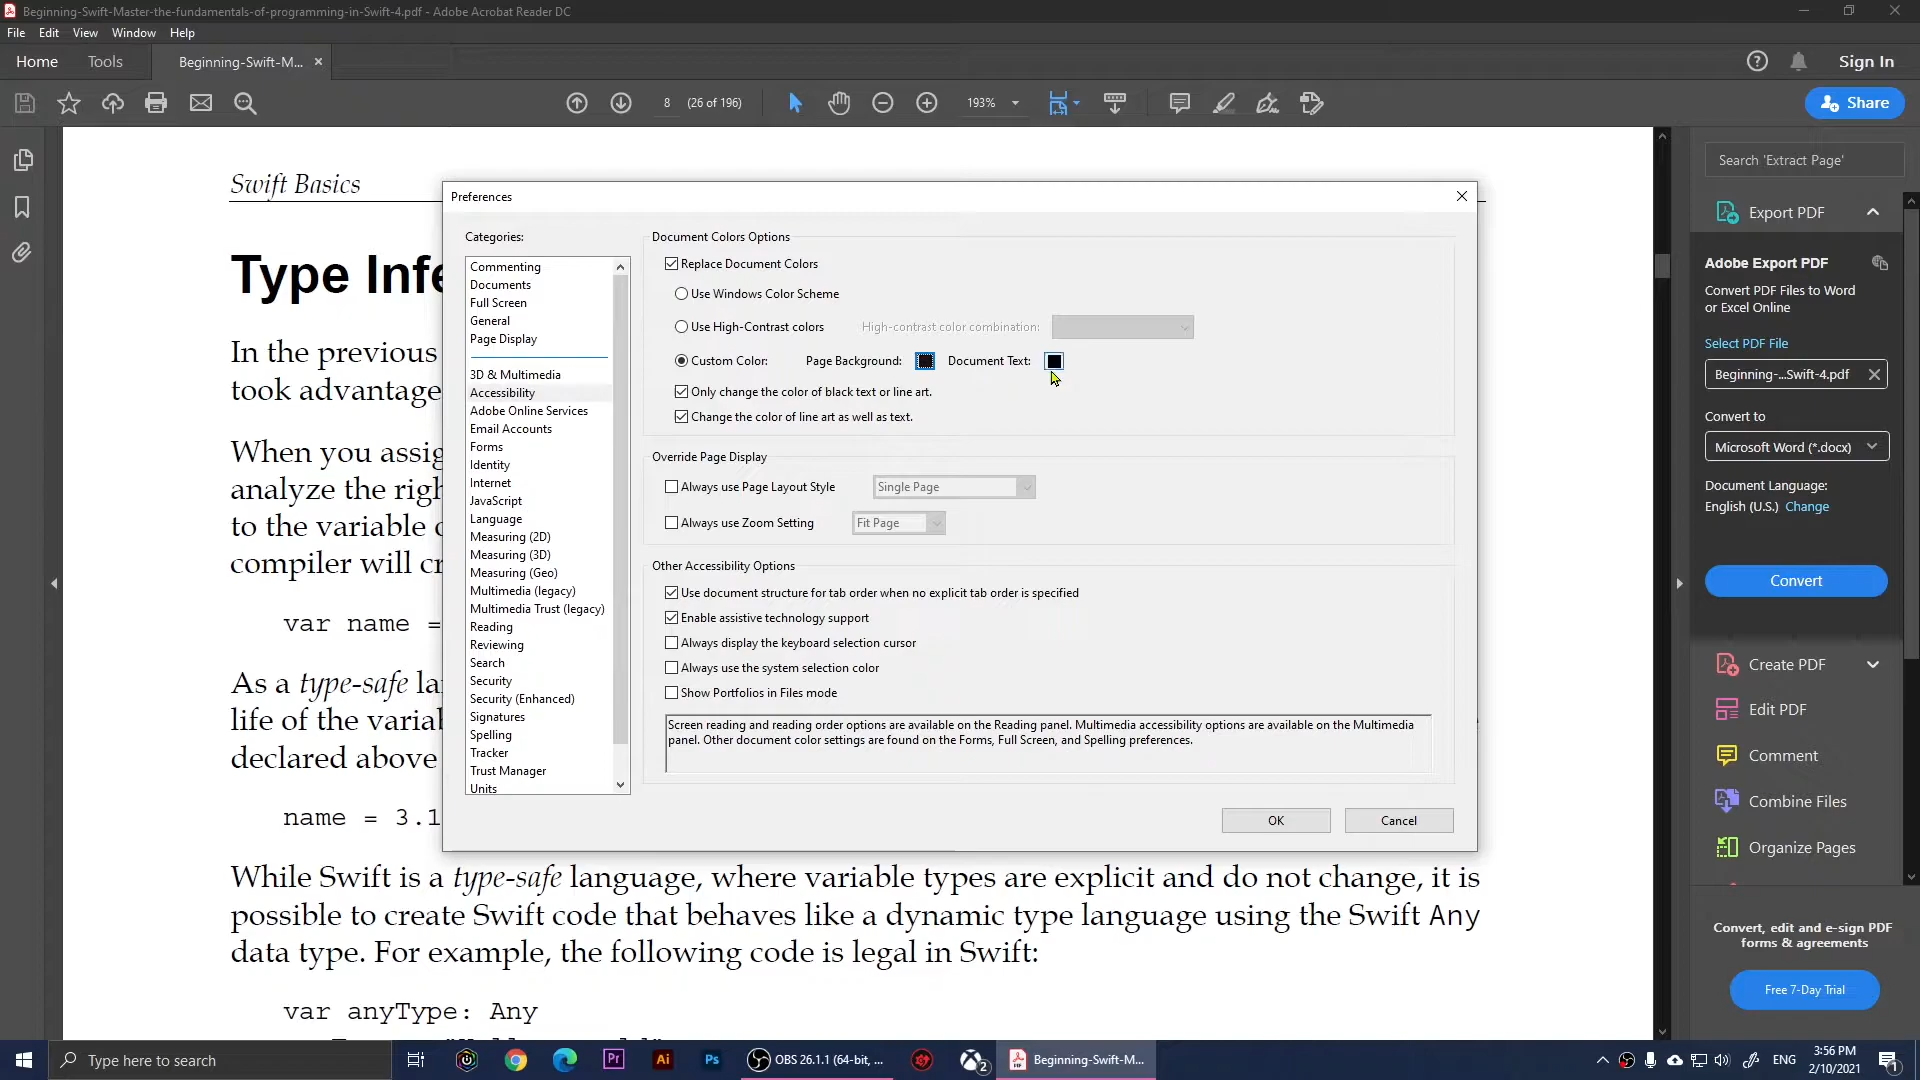 Beginning-Swift-Master-the-fundamentals-of-programming-in-Swift-4.pdf - Adobe Acrobat Reader DC
File Edit View Window Help
Home Tools Beginning-Swift-M... Sign In
8 (26 of 196) 193% Share
Swift Basics
Type Infe
In the previous
took advantage
When you assig
analyze the righ
to the variable
compiler will cr
var name =
As a type-safe la
life of the variab
declared above
name = 3.1
While Swift is a type-safe language, where variable types are explicit and do not change, it is
possible to create Swift code that behaves like a dynamic type language using the Swift Any
data type. For example, the following code is legal in Swift:
var anyType: Any
Preferences
Categories:
Commenting
Documents
Full Screen
General
Page Display
3D & Multimedia
Accessibility
Adobe Online Services
Email Accounts
Forms
Identity
Internet
JavaScript
Language
Measuring (2D)
Measuring (3D)
Measuring (Geo)
Multimedia (legacy)
Multimedia Trust (legacy)
Reading
Reviewing
Search
Security
Security (Enhanced)
Signatures
Spelling
Tracker
Trust Manager
Units
Document Colors Options
Replace Document Colors
Use Windows Color Scheme
Use High-Contrast colors High-contrast color combination:
Custom Color: Page Background: Document Text:
Only change the color of black text or line art.
Change the color of line art as well as text.
Override Page Display
Always use Page Layout Style Single Page
Always use Zoom Setting Fit Page
Other Accessibility Options
Use document structure for tab order when no explicit tab order is specified
Enable assistive technology support
Always display the keyboard selection cursor
Always use the system selection color
Show Portfolios in Files mode
Screen reading and reading order options are available on the Reading panel. Multimedia accessibility options are available on the Multimedia
panel. Other document color settings are found on the Forms, Full Screen, and Spelling preferences.
OK Cancel
Search 'Extract Page'
Export PDF
Adobe Export PDF
Convert PDF Files to Word
or Excel Online
Select PDF File
Beginning-...Swift-4.pdf
Convert to
Microsoft Word (*.docx)
Document Language:
English (U.S.) Change
Convert
Create PDF
Edit PDF
Comment
Combine Files
Organize Pages
Convert, edit and e-sign PDF
forms & agreements
Free 7-Day Trial
Type here to search
Pr Ai Ps
OBS 26.1.1 (64-bit, ...
2
Beginning-Swift-M...
ENG
3:56 PM
2/10/2021
1